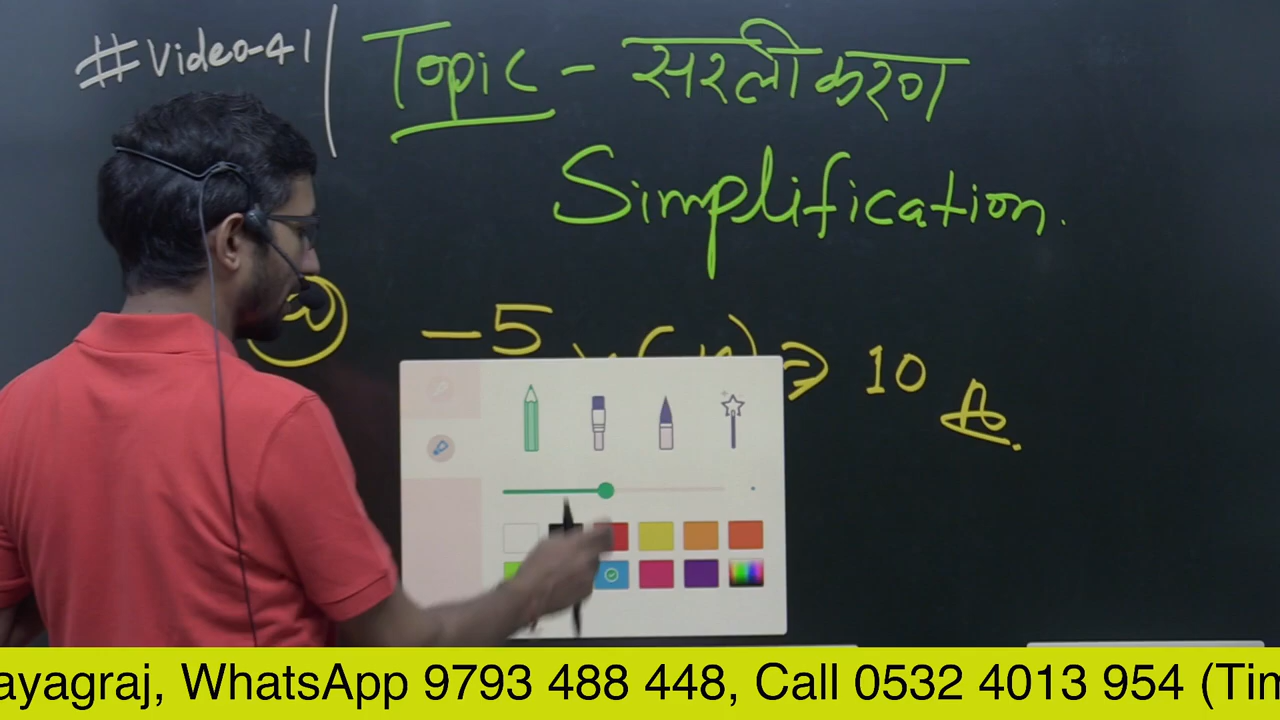 #Video-41
Topic - सरलीकरण
Simplification.
-5 ⇒ 10
ayagraj, WhatsApp 9793 488 448, Call 0532 4013 954 (Tim